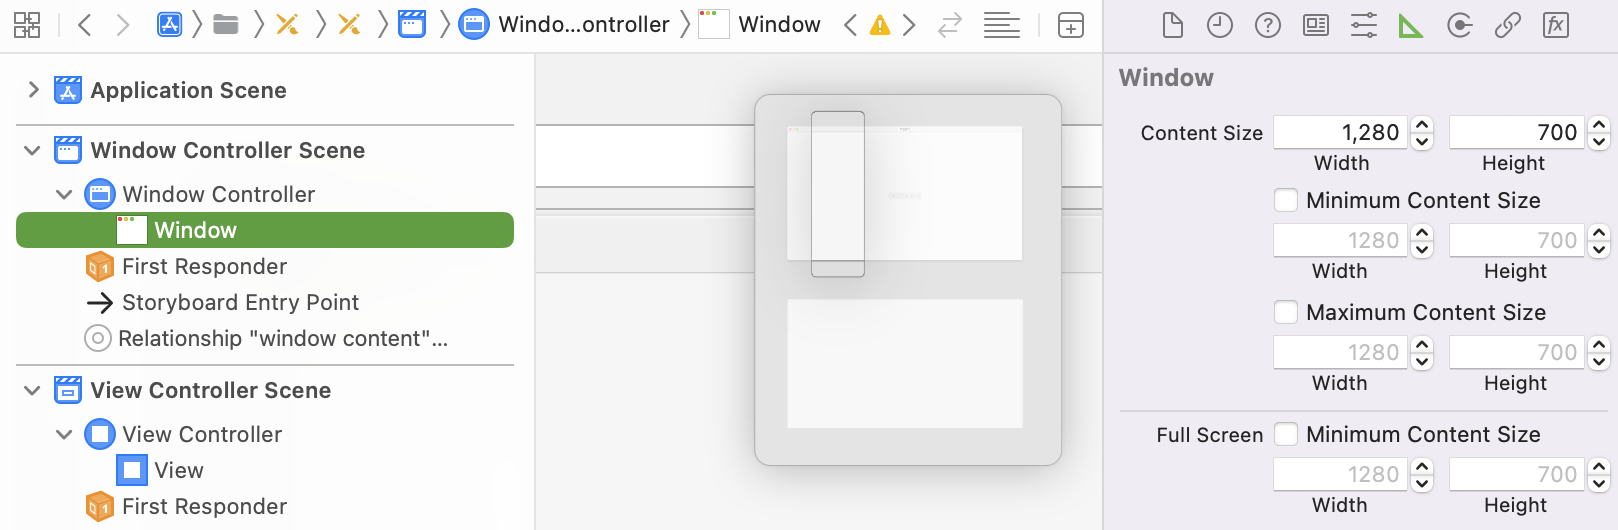 Windo...ontroller
Window
Application Scene
Window Controller Scene
Window Controller
Window
First Responder
Storyboard Entry Point
Relationship "window content"...
View Controller Scene
View Controller
View
First Responder
Window
Content Size 1,280 700
Width Height
Minimum Content Size
1280 700
Width Height
Maximum Content Size
1280 700
Width Height
Full Screen Minimum Content Size
1280 700
Width Height